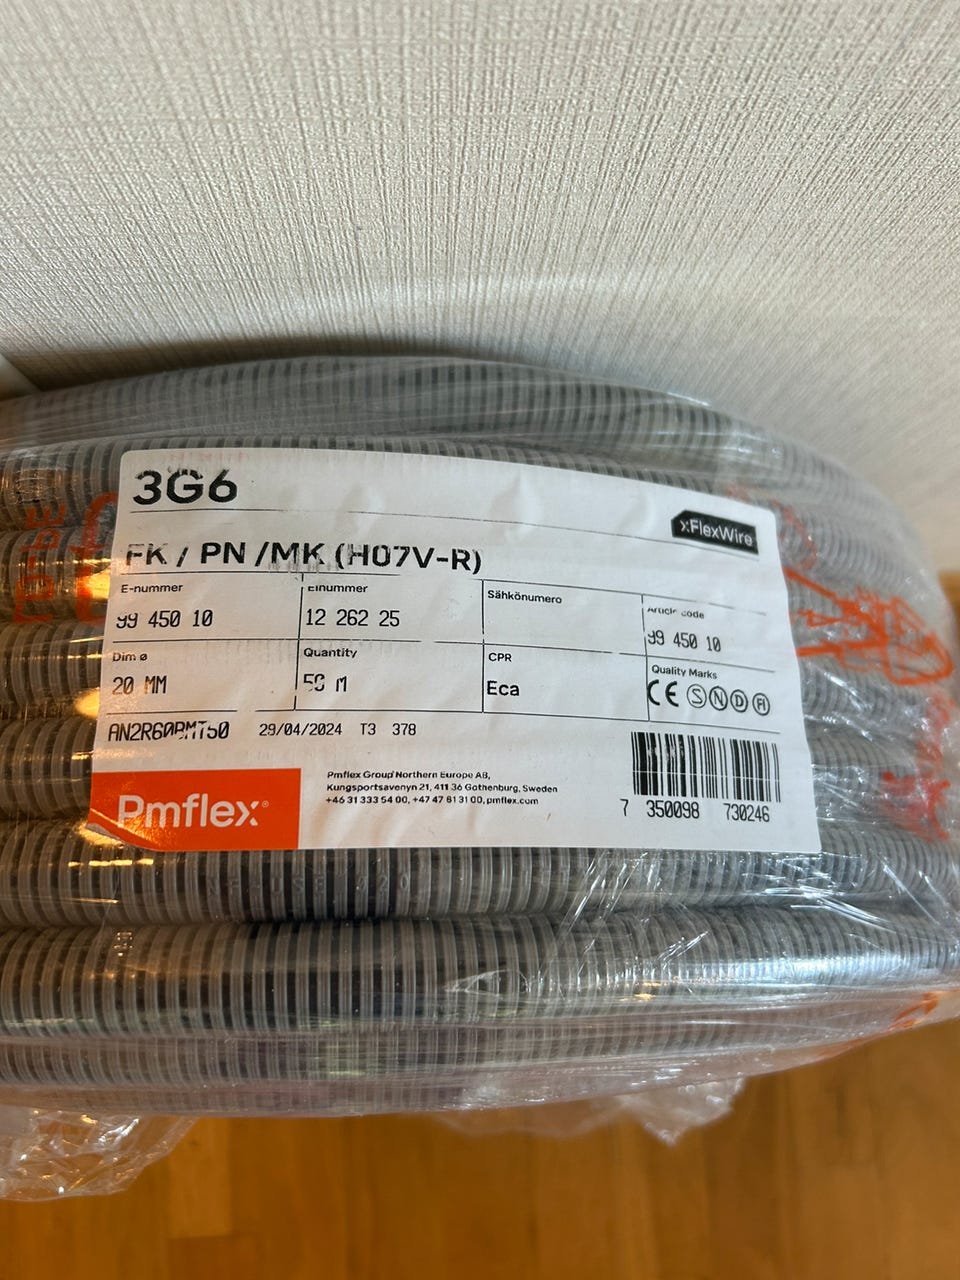 3G6
xFlexWire
FK / PN /MK (H07V-R)
E-nummer
Elnummer
Sähkönumero
Article code
99 450 10
12 262 25
99 450 10
Dim ø
Quantity
CPR
Quality Marks
20 MM
50 M
Eca
CE S N D FI
29/04/2024 T3 378
Pmflex®
Pmflex Group Northern Europe AB,
Kungsportsavenyn 21, 411 36 Gothenburg, Sweden
+46 31 333 54 00, +47 47 81 31 00, pmflex.com
7 350098 730246